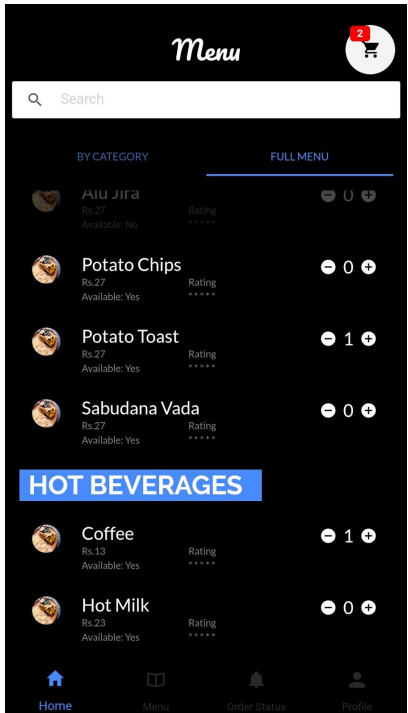 Menu
2
Search
BY CATEGORY
FULL MENU
Alu Jira
0
Rs.27
Rating
Available: No
*****
Potato Chips
0
Rs.27
Rating
Available: Yes
*****
Potato Toast
1
Rs.27
Rating
Available: Yes
*****
Sabudana Vada
0
Rs.27
Rating
Available: Yes
*****
HOT BEVERAGES
Coffee
1
Rs.13
Rating
Available: Yes
*****
Hot Milk
0
Rs.23
Rating
Available: Yes
*****
Home
Menu
Order Status
Profile